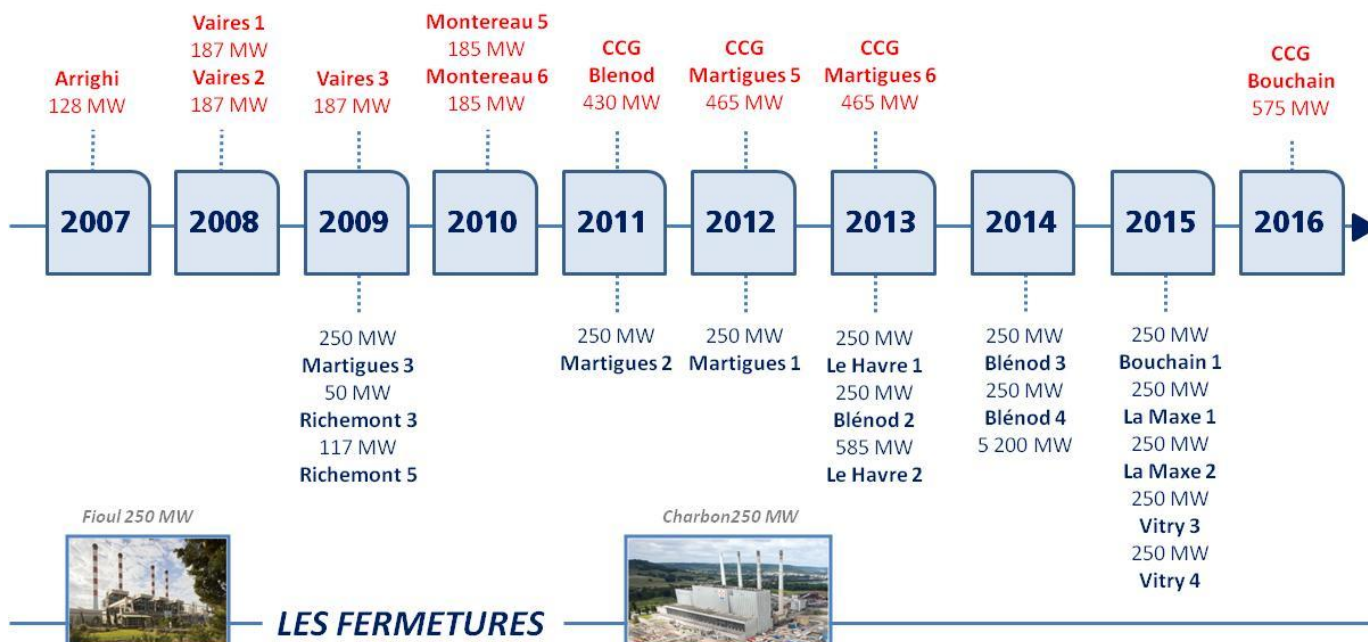 Arrighi
128 MW
Vaires 1
187 MW
Vaires 2
187 MW
Vaires 3
187 MW
Montereau 5
185 MW
Montereau 6
185 MW
CCG
Blenod
430 MW
CCG
Martigues 5
465 MW
CCG
Martigues 6
465 MW
CCG
Bouchain
575 MW
2007
2008
2009
2010
2011
2012
2013
2014
2015
2016
250 MW
Martigues 3
50 MW
Richemont 3
117 MW
Richemont 5
250 MW
Martigues 2
250 MW
Martigues 1
250 MW
Le Havre 1
250 MW
Blénod 2
585 MW
Le Havre 2
250 MW
Blénod 3
250 MW
Blénod 4
5 200 MW
250 MW
Bouchain 1
250 MW
La Maxe 1
250 MW
La Maxe 2
250 MW
Vitry 3
250 MW
Vitry 4
Fioul 250 MW
Charbon250 MW
LES FERMETURES